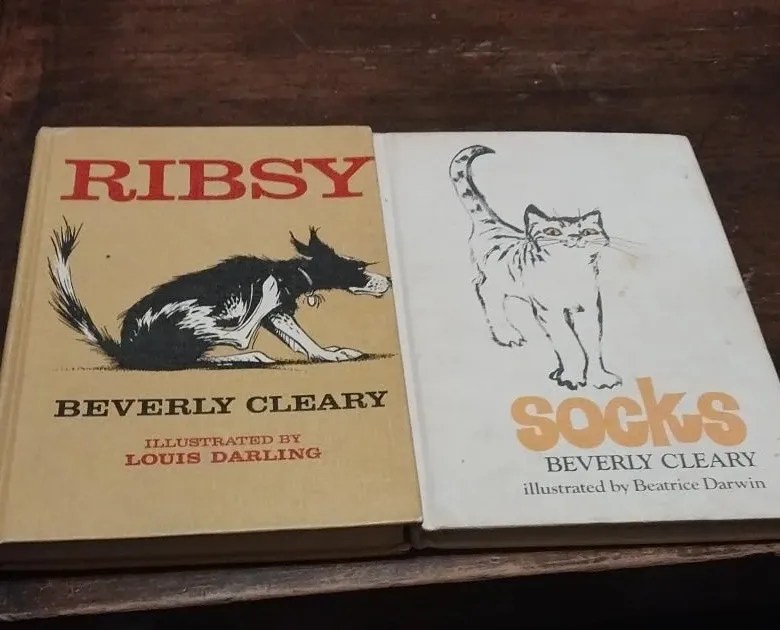 RIBSY
BEVERLY CLEARY
ILLUSTRATED BY
LOUIS DARLING
socks
BEVERLY CLEARY
illustrated by Beatrice Darwin